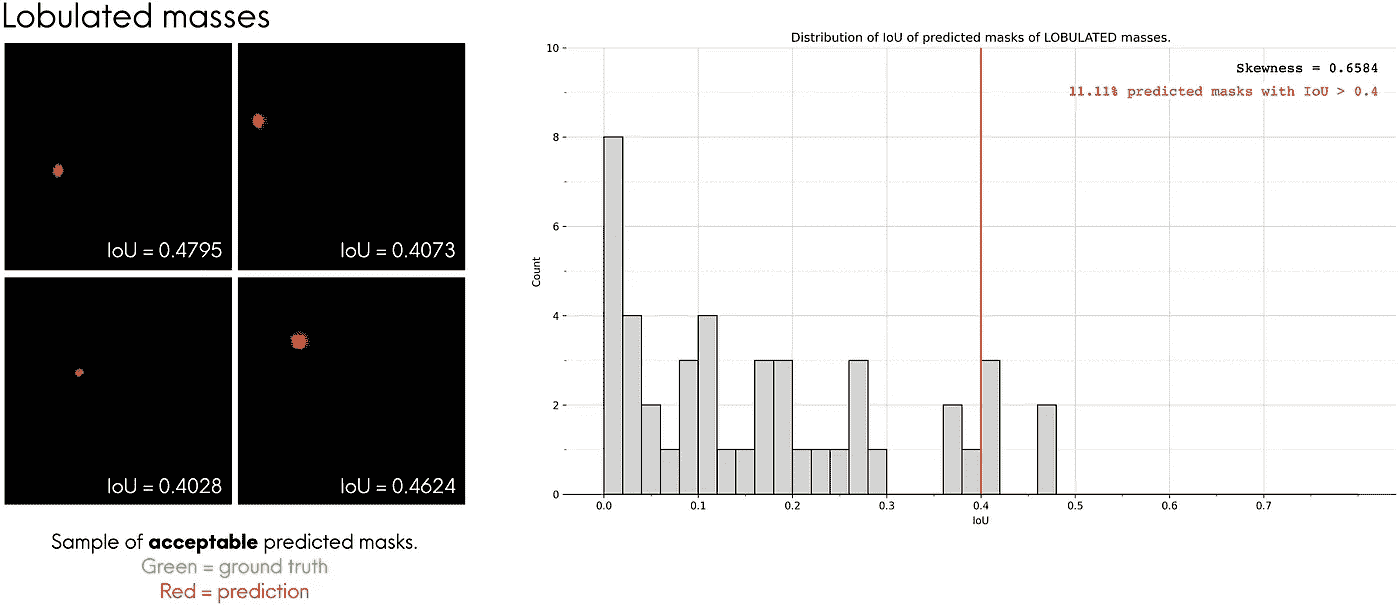 Lobulated masses
IoU = 0.4795
IoU = 0.4073
IoU = 0.4028
IoU = 0.4624
Sample of acceptable predicted masks.
Green = ground truth
Red = prediction
Distribution of IoU of predicted masks of LOBULATED masses.
Skewness = 0.6584
11.11% predicted masks with IoU > 0.4
Count
10
8
6
4
2
0
0.0 0.1 0.2 0.3 0.4 0.5 0.6 0.7
IoU